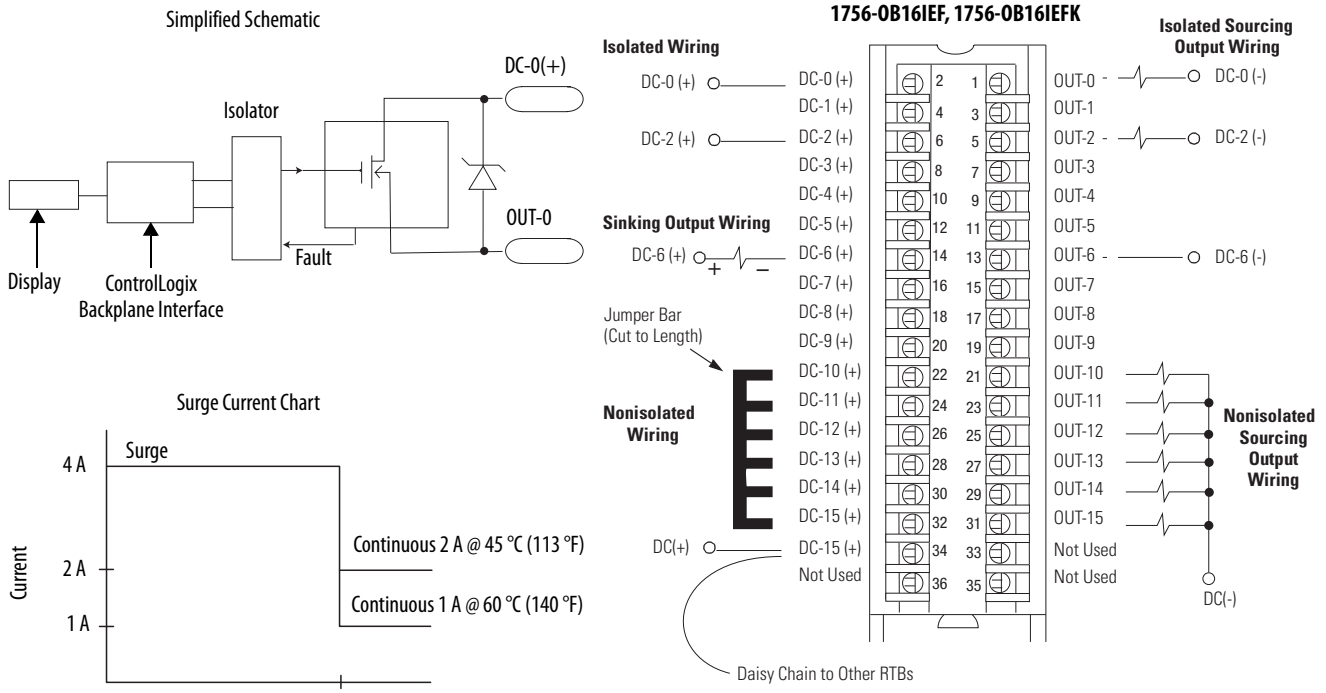 Simplified Schematic
DC-0(+)
Isolator
OUT-0
Fault
Display
ControlLogix
Backplane Interface
Surge Current Chart
Surge
4 A
Continuous 2 A @ 45 °C (113 °F)
2 A
Continuous 1 A @ 60 °C (140 °F)
1 A
Current
1756-OB16IEF, 1756-OB16IEFK
Isolated Wiring
Isolated Sourcing
Output Wiring
DC-0 (+) DC-0 (+) 2 1 OUT-0 DC-0 (-)
DC-1 (+) 4 3 OUT-1
DC-2 (+) DC-2 (+) 6 5 OUT-2 DC-2 (-)
DC-3 (+) 8 7 OUT-3
DC-4 (+) 10 9 OUT-4
Sinking Output Wiring
DC-5 (+) 12 11 OUT-5
DC-6 (+) + − DC-6 (+) 14 13 OUT-6 DC-6 (-)
DC-7 (+) 16 15 OUT-7
Jumper Bar
(Cut to Length)
DC-8 (+) 18 17 OUT-8
DC-9 (+) 20 19 OUT-9
DC-10 (+) 22 21 OUT-10
DC-11 (+) 24 23 OUT-11
Nonisolated
Wiring
DC-12 (+) 26 25 OUT-12
DC-13 (+) 28 27 OUT-13
DC-14 (+) 30 29 OUT-14
DC-15 (+) 32 31 OUT-15
Nonisolated
Sourcing
Output
Wiring
DC(+) DC-15 (+) 34 33 Not Used
Not Used 36 35 Not Used
DC(-)
Daisy Chain to Other RTBs